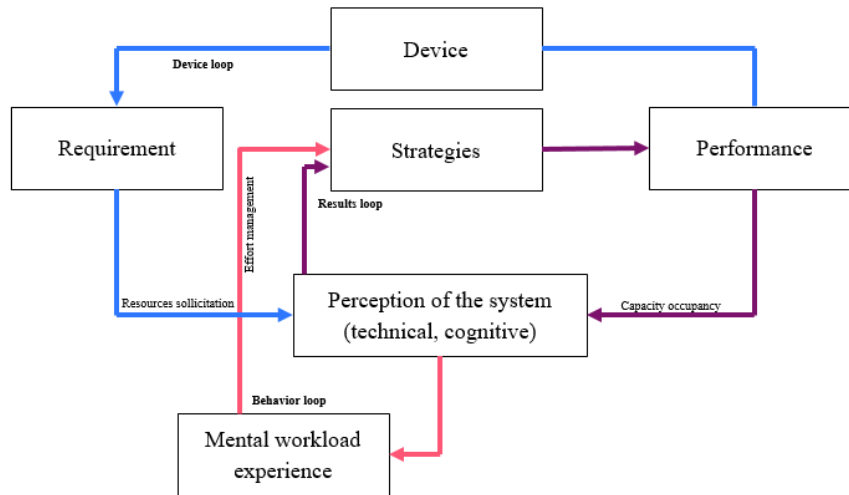 Device
Device loop
Requirement
Strategies
Performance
Effort management
Results loop
Resources sollicitation
Perception of the system
(technical, cognitive)
Capacity occupancy
Behavior loop
Mental workload
experience